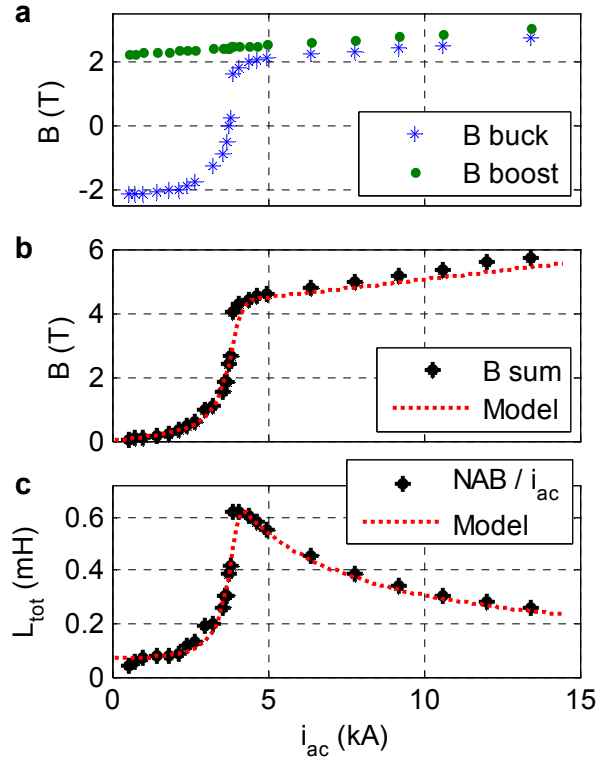 a
B (T)
2
0
-2
B buck
B boost
b
B (T)
6
4
2
0
B sum
Model
c
L_tot (mH)
0.6
0.4
0.2
0
NAB / i_ac
Model
0 5 10 15
i_ac (kA)